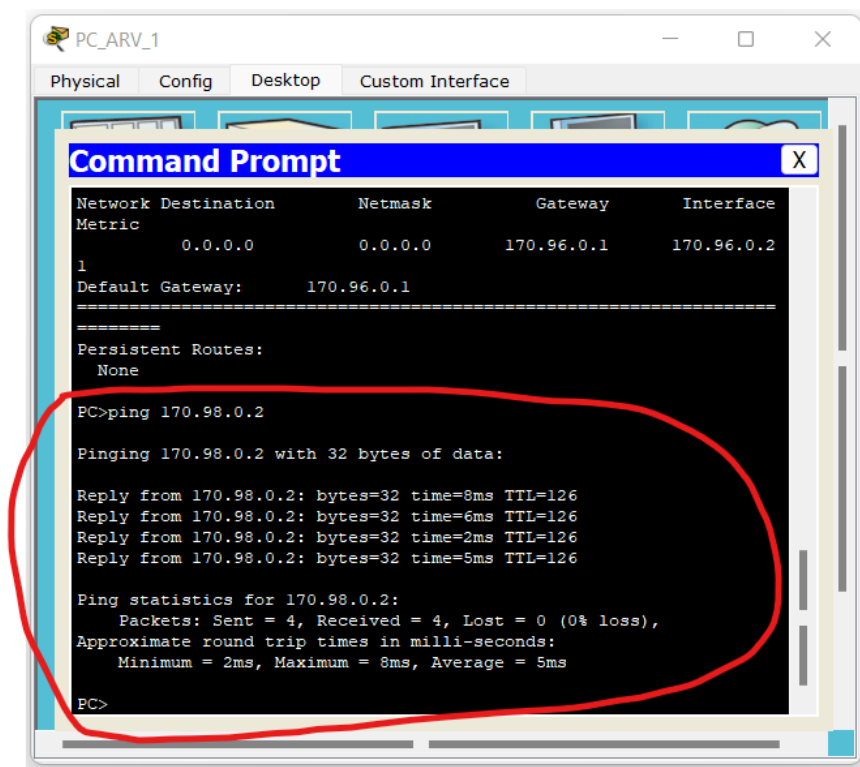 PC_ARV_1
Physical Config Desktop Custom Interface
Command Prompt X
Network Destination Netmask Gateway Interface
Metric
0.0.0.0 0.0.0.0 170.96.0.1 170.96.0.2
1
Default Gateway: 170.96.0.1
===================================================================
========
Persistent Routes:
None
PC>ping 170.98.0.2
Pinging 170.98.0.2 with 32 bytes of data:
Reply from 170.98.0.2: bytes=32 time=8ms TTL=126
Reply from 170.98.0.2: bytes=32 time=6ms TTL=126
Reply from 170.98.0.2: bytes=32 time=2ms TTL=126
Reply from 170.98.0.2: bytes=32 time=5ms TTL=126
Ping statistics for 170.98.0.2:
Packets: Sent = 4, Received = 4, Lost = 0 (0% loss),
Approximate round trip times in milli-seconds:
Minimum = 2ms, Maximum = 8ms, Average = 5ms
PC>